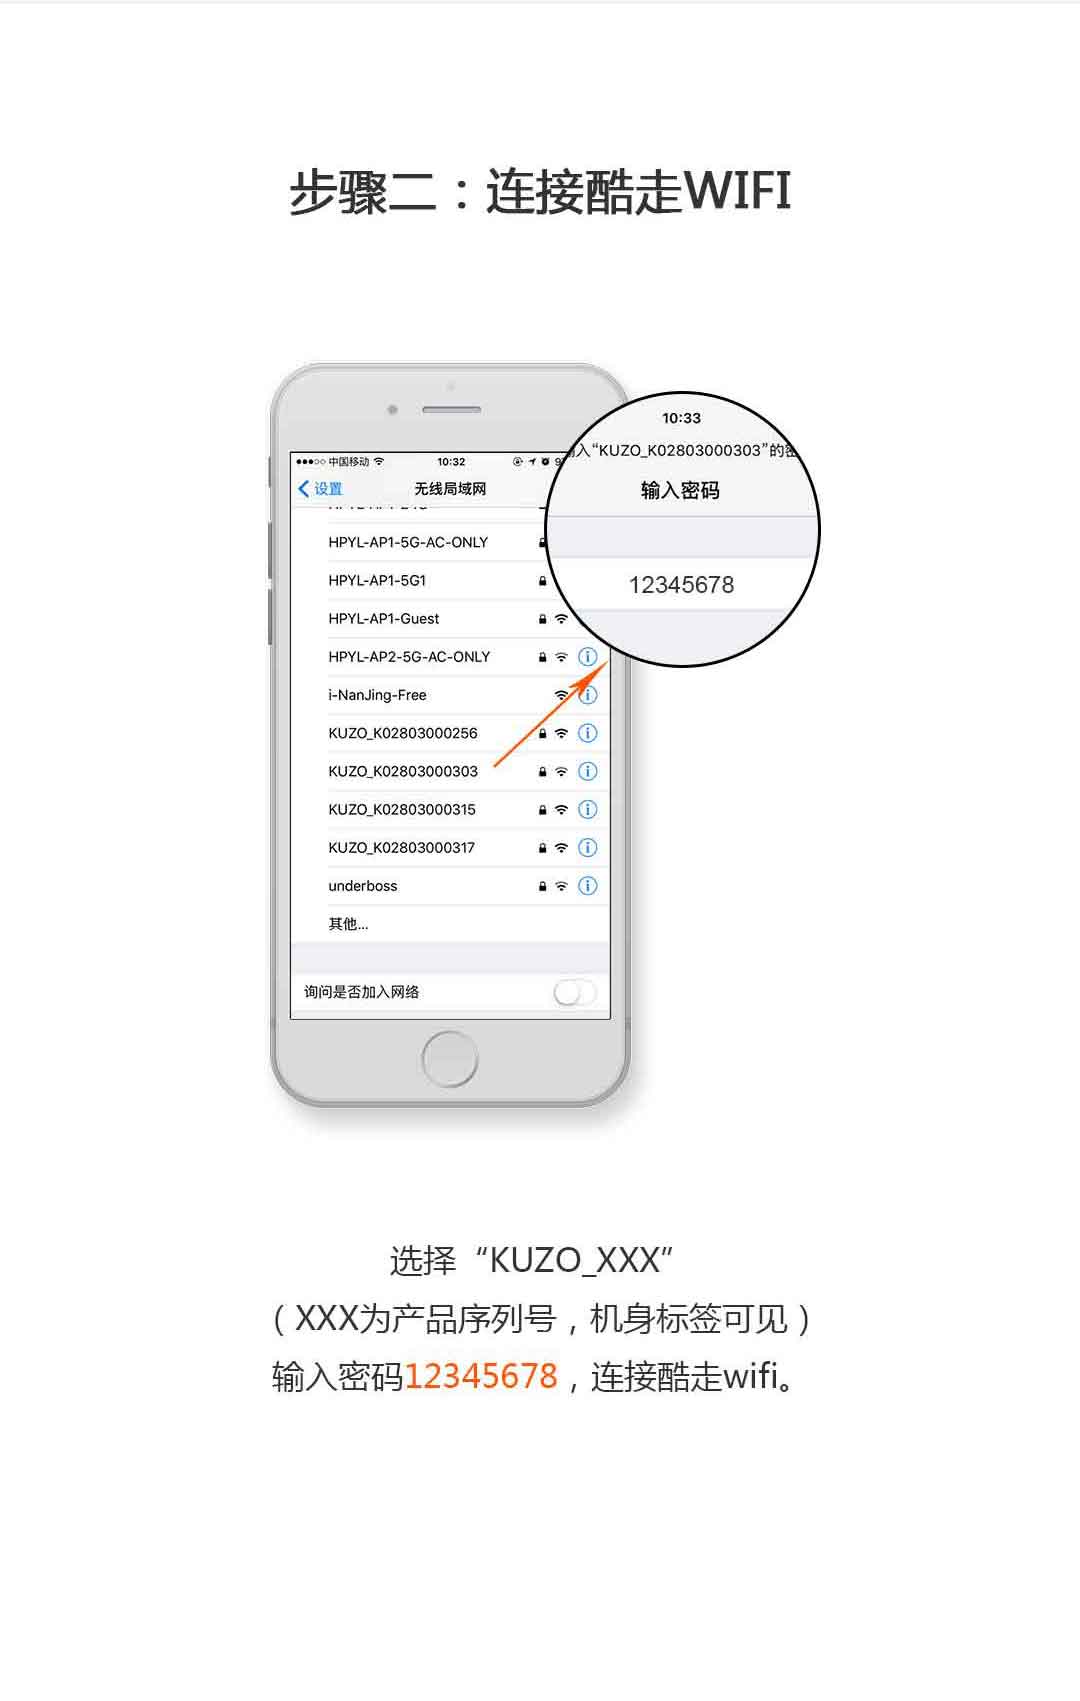 步骤二：连接酷走WIFI
中国移动
10:32
设置
无线局域网
HPYL-AP1-5G-AC-ONLY
HPYL-AP1-5G1
HPYL-AP1-Guest
HPYL-AP2-5G-AC-ONLY
i-NanJing-Free
KUZO_K02803000256
KUZO_K02803000303
KUZO_K02803000315
KUZO_K02803000317
underboss
其他...
询问是否加入网络
10:33
入“KUZO_K02803000303”的密
输入密码
12345678
选择“KUZO_XXX”
（XXX为产品序列号，机身标签可见）
输入密码12345678，连接酷走wifi。